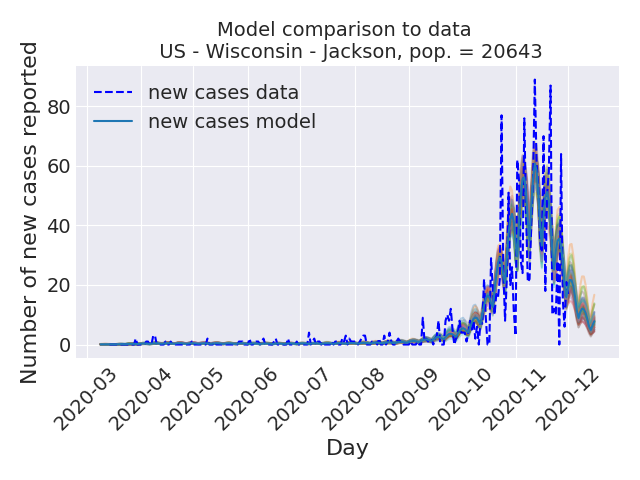 Model comparison to data
US - Wisconsin - Jackson, pop. = 20643
Number of new cases reported
80
60
40
20
0
new cases data
new cases model
2020-03
2020-04
2020-05
2020-06
2020-07
2020-08
2020-09
2020-10
2020-11
2020-12
Day